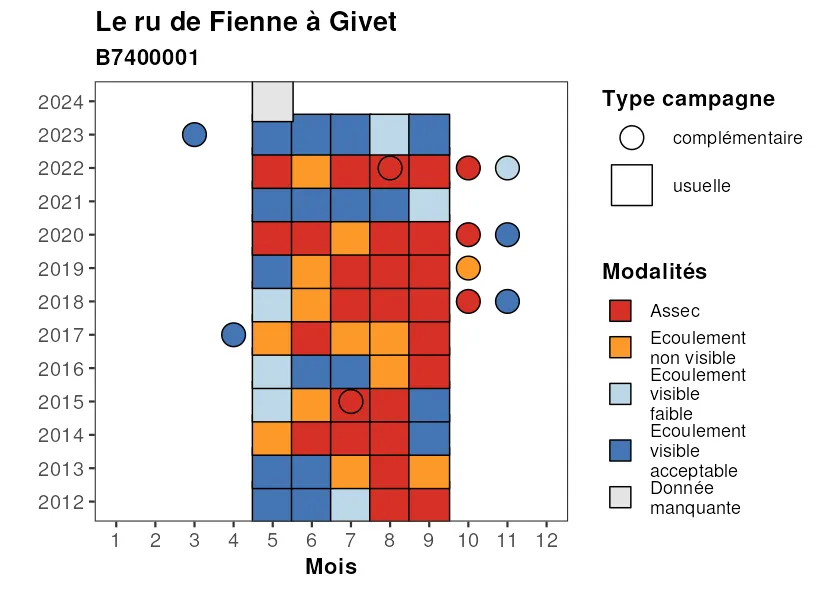 Le ru de Fienne à Givet
B7400001
2024
2023
2022
2021
2020
2019
2018
2017
2016
2015
2014
2013
2012
1 2 3 4 5 6 7 8 9 10 11 12
Mois
Type campagne
complémentaire
usuelle
Modalités
Assec
Ecoulement
non visible
Ecoulement
visible
faible
Ecoulement
visible
acceptable
Donnée
manquante